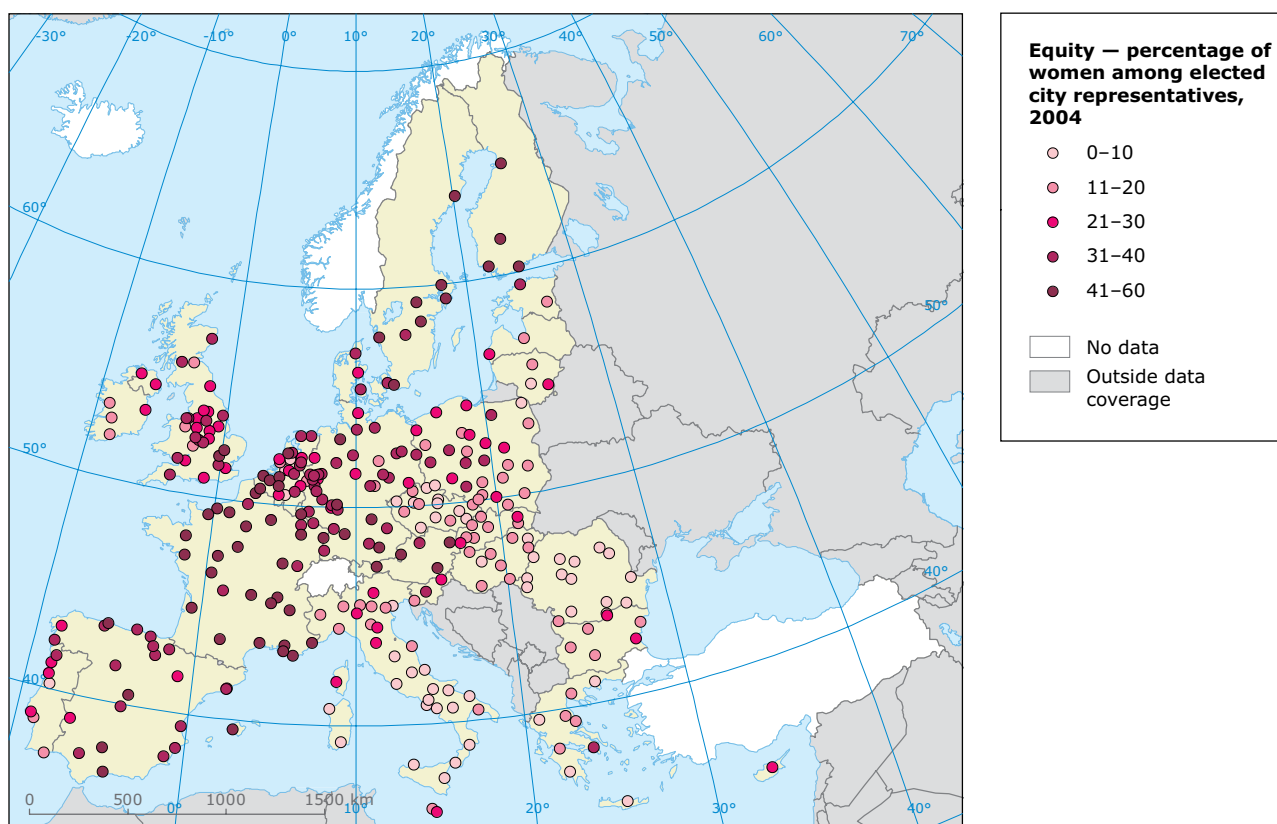 -30° -20° -10° 0° 10° 20° 30° 40° 50° 60° 70°
60°
50°
50°
40°
40°
0 500 1000 1500 km
0° 10° 20° 30° 40°
Equity — percentage of
women among elected
city representatives,
2004
0–10
11–20
21–30
31–40
41–60
No data
Outside data
coverage